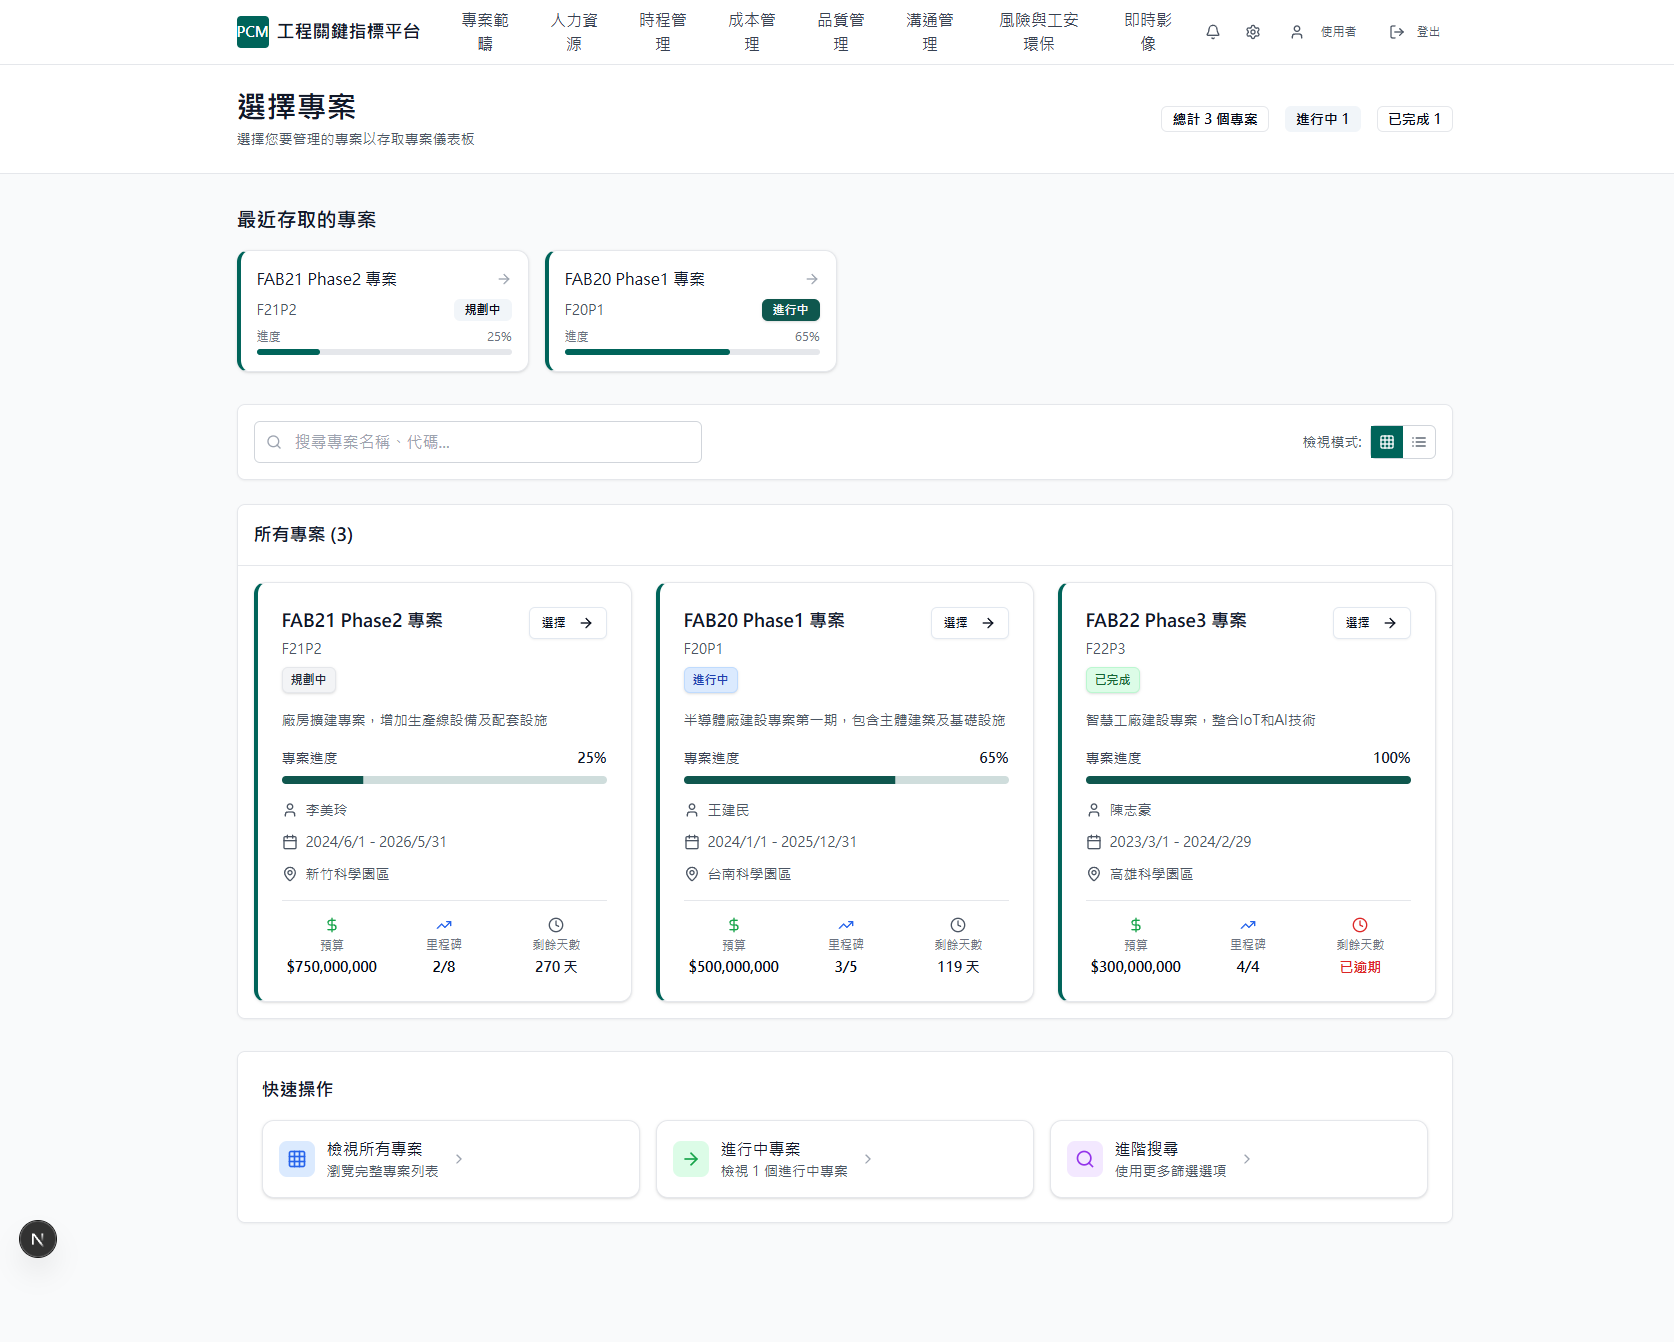 PCM 工程關鍵指標平台
專案範疇
人力資源
時程管理
成本管理
品質管理
溝通管理
風險與工安環保
即時影像
使用者
登出
選擇專案
選擇您要管理的專案以存取專案儀表板
總計 3 個專案
進行中 1
已完成 1
最近存取的專案
FAB21 Phase2 專案
F21P2
規劃中
進度
25%
FAB20 Phase1 專案
F20P1
進行中
進度
65%
搜尋專案名稱、代碼...
檢視模式:
所有專案 (3)
FAB21 Phase2 專案
選擇
F21P2
規劃中
廠房擴建專案，增加生產線設備及配套設施
專案進度
25%
李美玲
2024/6/1 - 2026/5/31
新竹科學園區
預算
$750,000,000
里程碑
2/8
剩餘天數
270 天
FAB20 Phase1 專案
選擇
F20P1
進行中
半導體廠建設專案第一期，包含主體建築及基礎設施
專案進度
65%
王建民
2024/1/1 - 2025/12/31
台南科學園區
預算
$500,000,000
里程碑
3/5
剩餘天數
119 天
FAB22 Phase3 專案
選擇
F22P3
已完成
智慧工廠建設專案，整合IoT和AI技術
專案進度
100%
陳志豪
2023/3/1 - 2024/2/29
高雄科學園區
預算
$300,000,000
里程碑
4/4
剩餘天數
已逾期
快速操作
檢視所有專案
瀏覽完整專案列表
進行中專案
檢視 1 個進行中專案
進階搜尋
使用更多篩選選項
N